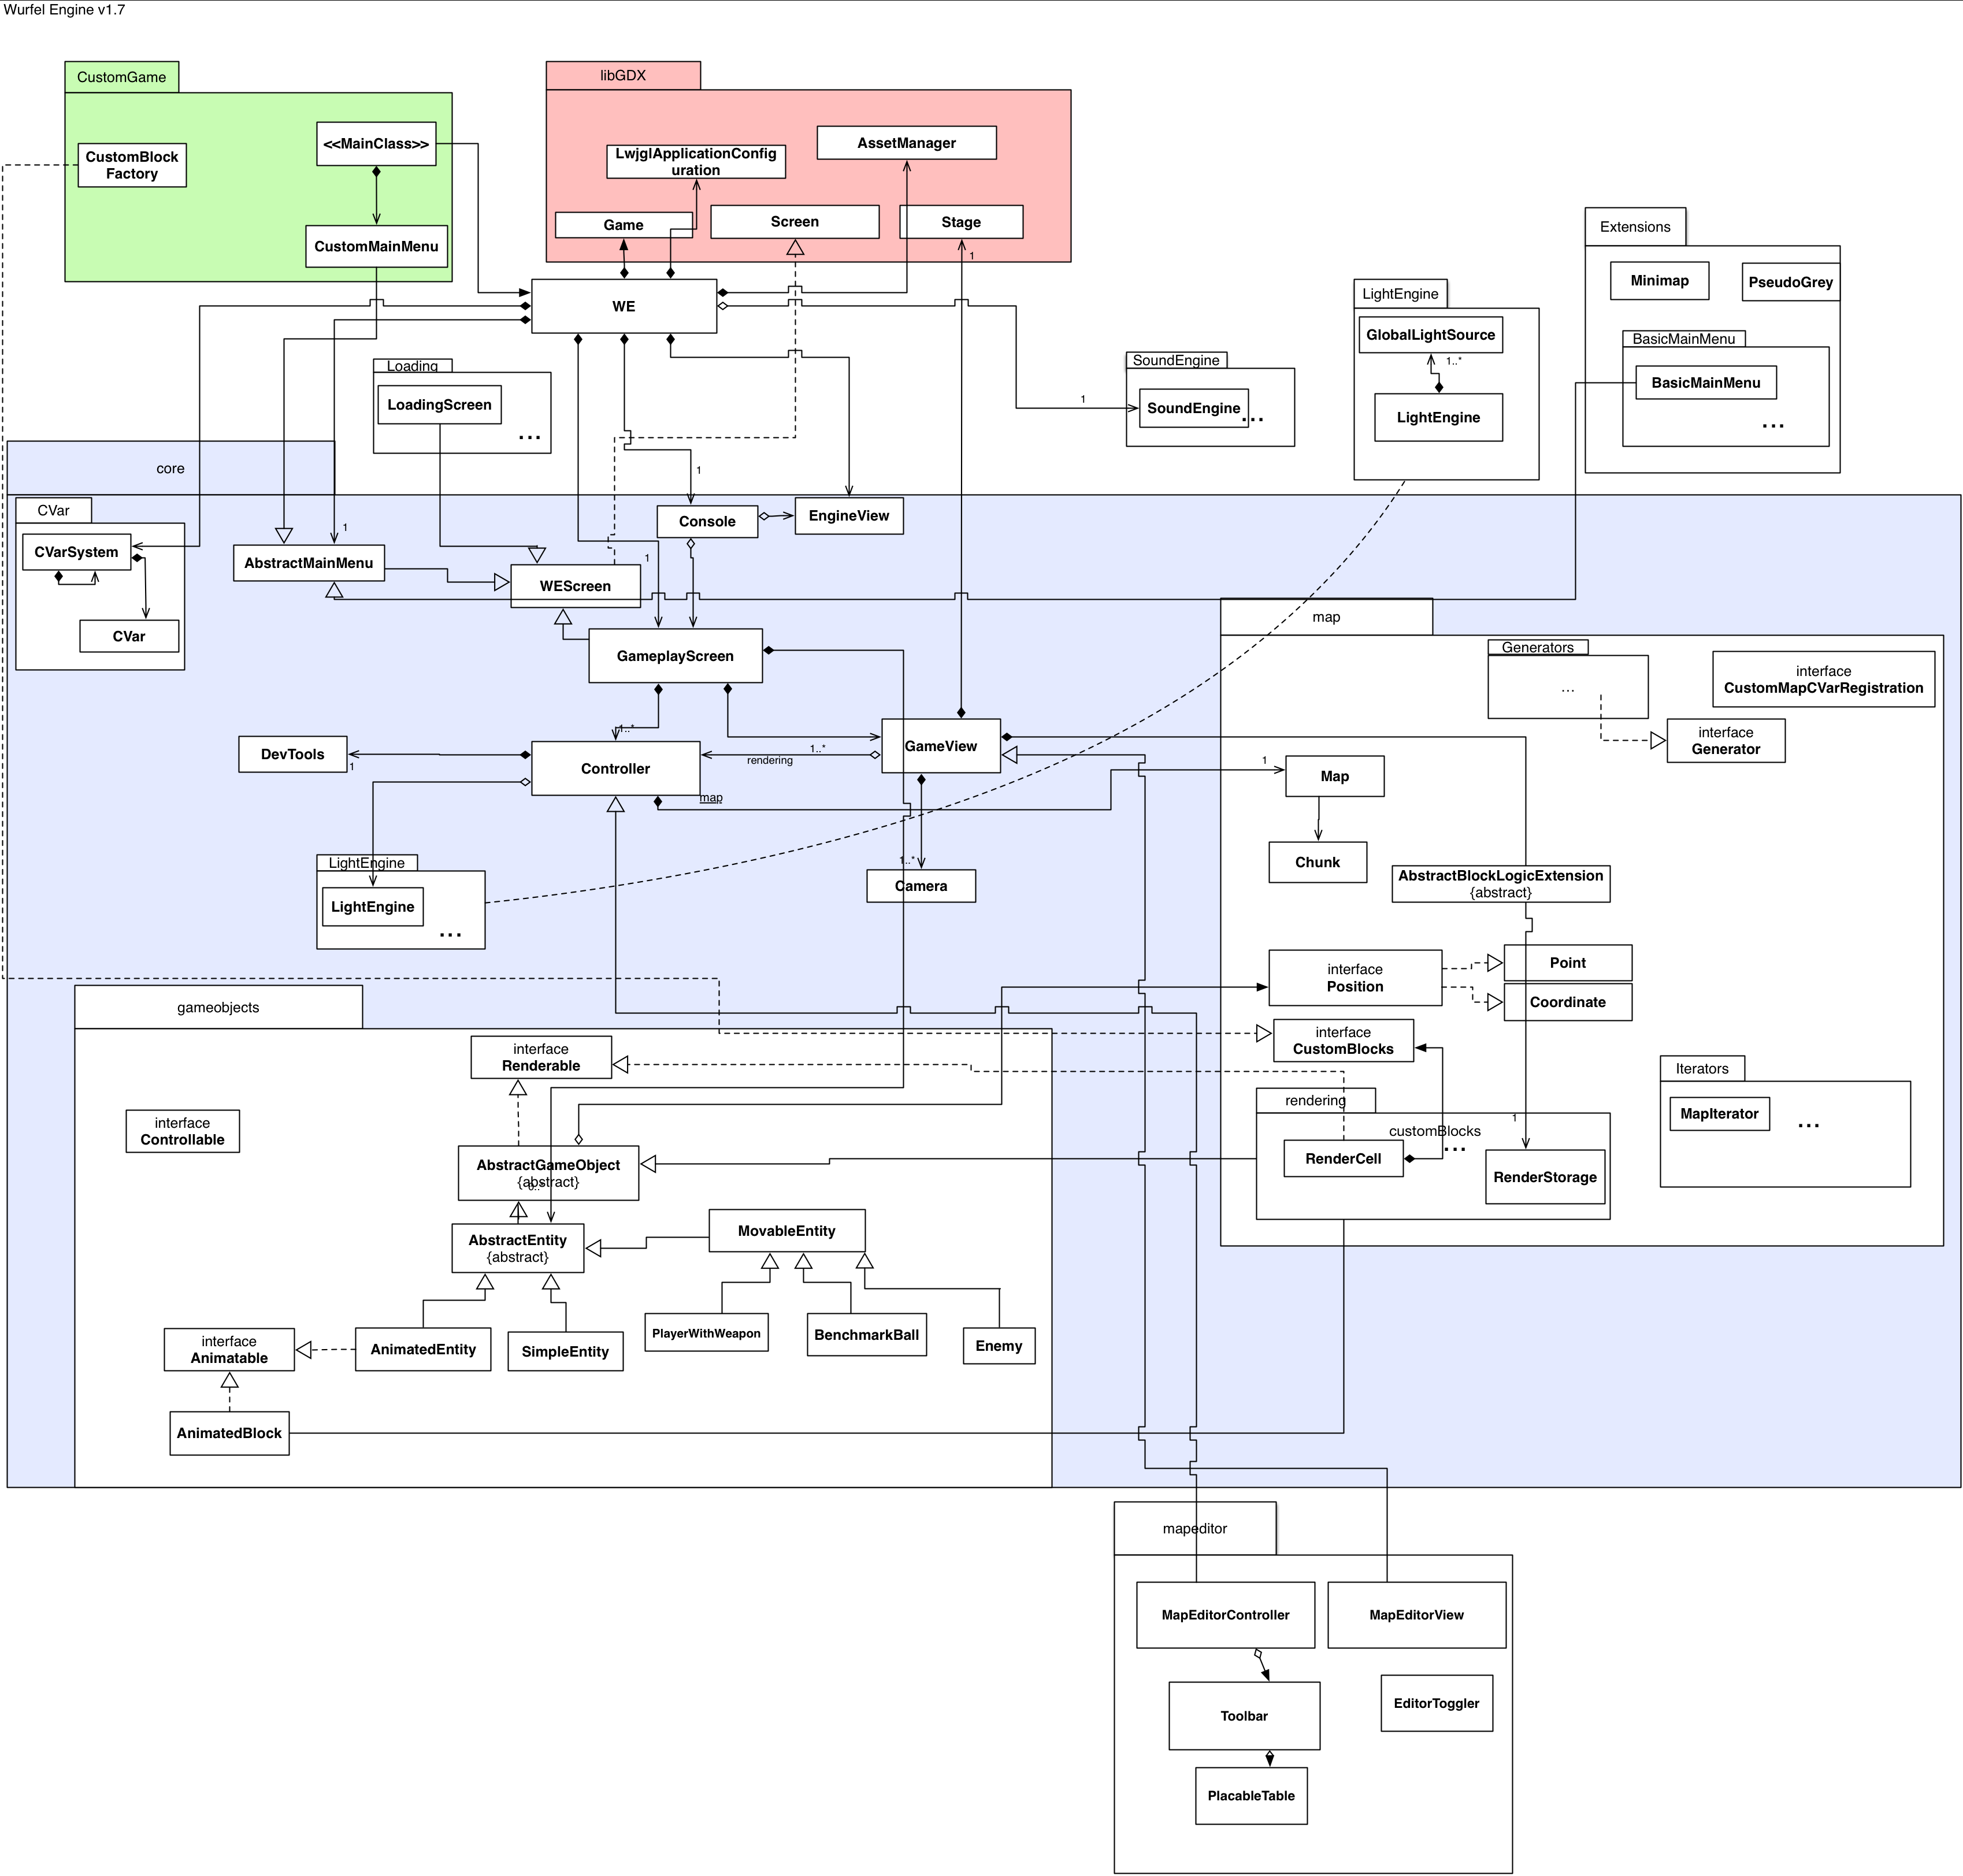 Wurfel Engine v1.7
CustomGame
<<MainClass>>
CustomBlock
Factory
CustomMainMenu
libGDX
AssetManager
LwjglApplicationConfig
uration
Game
Screen
Stage
1
WE
Extensions
Minimap
PseudoGrey
BasicMainMenu
BasicMainMenu
...
LightEngine
GlobalLightSource
1..*
LightEngine
SoundEngine
SoundEngine
...
1
Loading
LoadingScreen
...
core
CVar
CVarSystem
CVar
1
AbstractMainMenu
1
Console
EngineView
WEScreen
1
GameplayScreen
1..*
DevTools
1
Controller
1..*
rendering
GameView
map
1..*
Camera
LightEngine
LightEngine
...
map
Generators
...
interface
CustomMapCVarRegistration
interface
Generator
1
Map
Chunk
AbstractBlockLogicExtension
{abstract}
interface
Position
Point
Coordinate
interface
CustomBlocks
rendering
customBlocks
...
RenderCell
1
RenderStorage
Iterators
MapIterator
...
gameobjects
interface
Renderable
interface
Controllable
AbstractGameObject
{abstract}
AbstractEntity
{abstract}
MovableEntity
PlayerWithWeapon
BenchmarkBall
Enemy
interface
Animatable
AnimatedEntity
SimpleEntity
AnimatedBlock
mapeditor
MapEditorController
MapEditorView
Toolbar
EditorToggler
PlacableTable